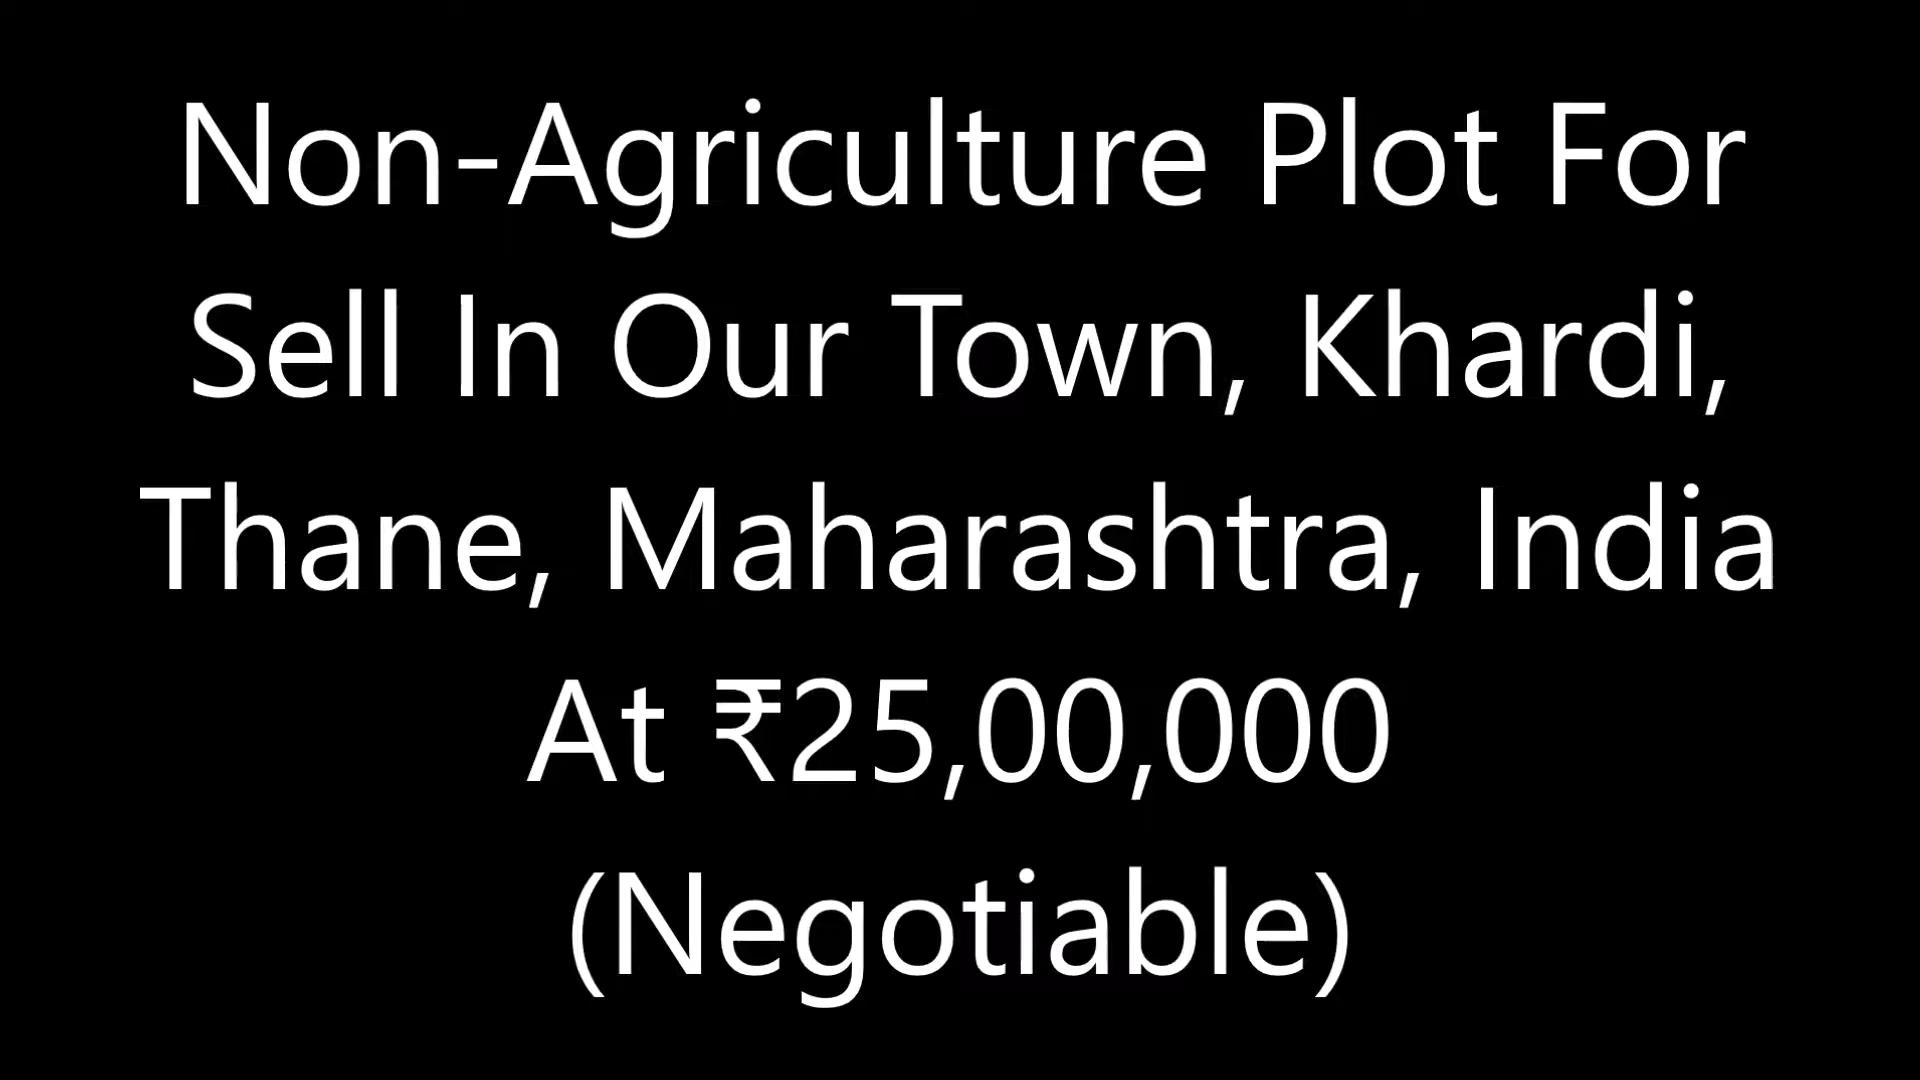 Non-Agriculture Plot For
Sell In Our Town, Khardi,
Thane, Maharashtra, India
At ₹25,00,000
(Negotiable)